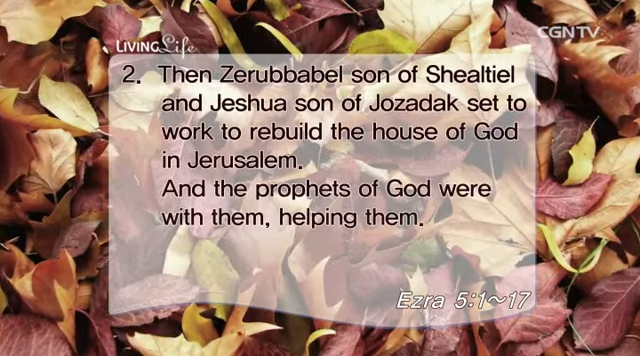 LIVING Life
CGNTV
2. Then Zerubbabel son of Shealtiel
and Jeshua son of Jozadak set to
work to rebuild the house of God
in Jerusalem.
And the prophets of God were
with them, helping them.
Ezra 5:1~17